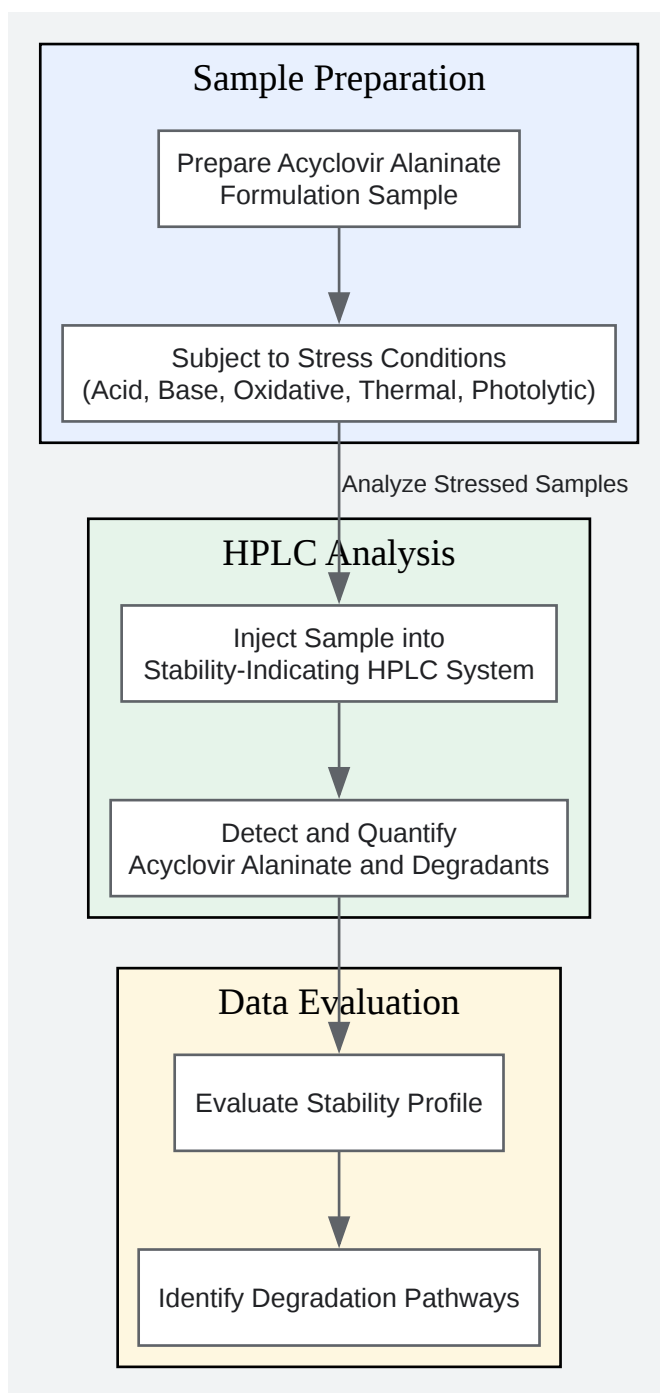 Sample Preparation
Prepare Acyclovir Alaninate
Formulation Sample
Subject to Stress Conditions
(Acid, Base, Oxidative, Thermal, Photolytic)
Analyze Stressed Samples
HPLC Analysis
Inject Sample into
Stability-Indicating HPLC System
Detect and Quantify
Acyclovir Alaninate and Degradants
Data Evaluation
Evaluate Stability Profile
Identify Degradation Pathways